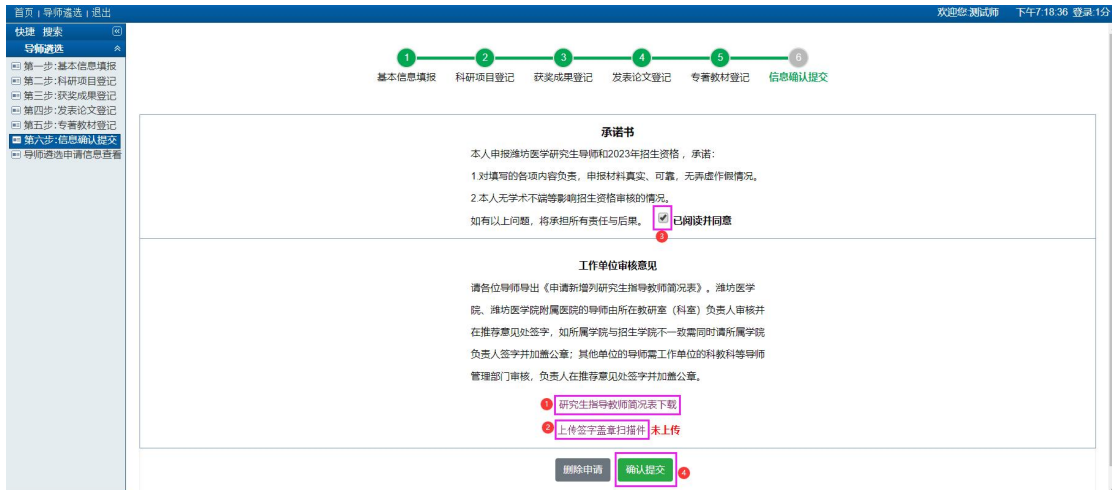 首页 | 导师遴选 | 退出
欢迎您:测试师 下午7:18:36 登录:1分
快捷 搜索
导师遴选
第一步:基本信息填报
第二步:科研项目登记
第三步:获奖成果登记
第四步:发表论文登记
第五步:专著教材登记
第六步:信息确认提交
导师遴选申请信息查看
1 2 3 4 5 6
基本信息填报 科研项目登记 获奖成果登记 发表论文登记 专著教材登记 信息确认提交
承诺书
本人申报潍坊医学研究生导师和2023年招生资格，承诺：
1.对填写的各项内容负责，申报材料真实、可靠，无弄虚作假情况。
2.本人无学术不端等影响招生资格审核的情况。
如有以上问题，将承担所有责任与后果。 已阅读并同意
3
工作单位审核意见
请各位导师导出《申请新增列研究生指导教师简况表》。潍坊医学
院、潍坊医学院附属医院的导师由所在教研室（科室）负责人审核并
在推荐意见处签字，如所属学院与招生学院不一致需同时请所属学院
负责人签字并加盖公章；其他单位的导师需工作单位的科教科等导师
管理部门审核，负责人在推荐意见处签字并加盖公章。
1 研究生指导教师简况表下载
2 上传签字盖章扫描件 未上传
删除申请 确认提交 4